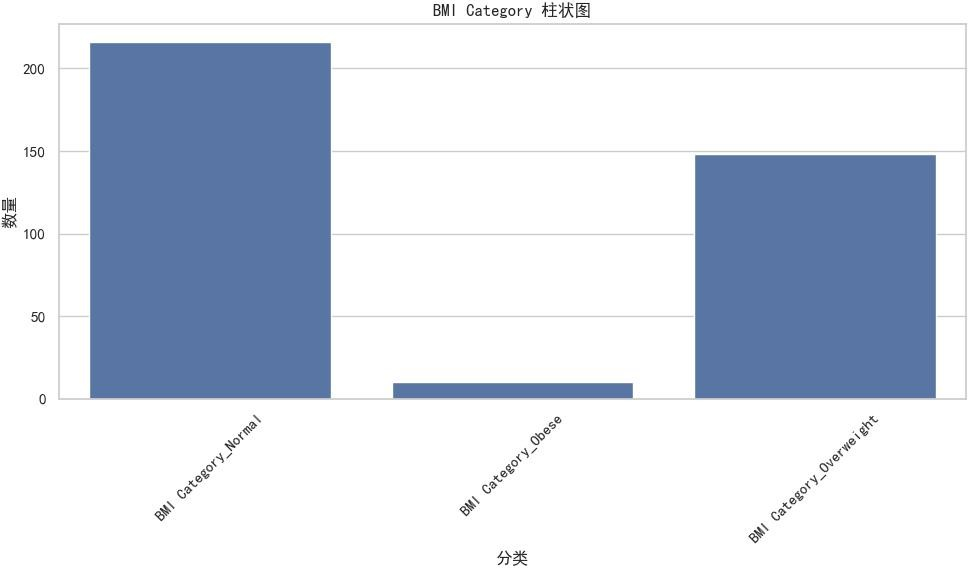 BMI Category 柱状图
数量
200
150
100
50
0
BMI Category_Normal
BMI Category_Obese
BMI Category_Overweight
分类